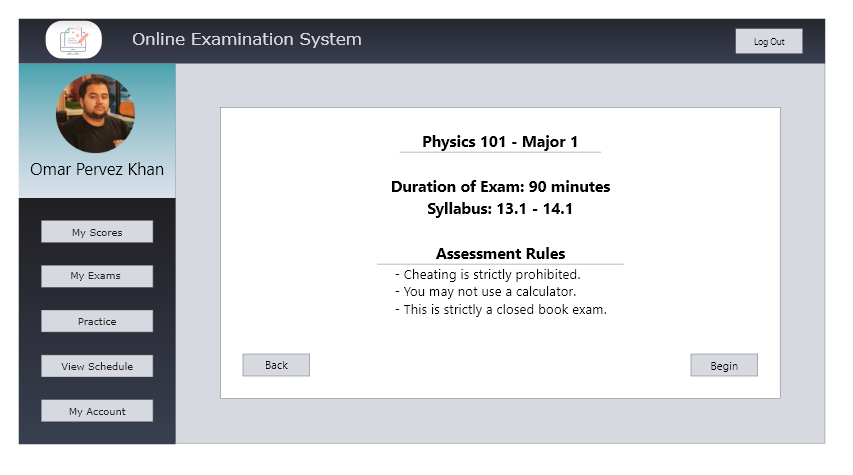 Online Examination System
Log Out
Omar Pervez Khan
My Scores
My Exams
Practice
View Schedule
My Account
Physics 101 - Major 1
Duration of Exam: 90 minutes
Syllabus: 13.1 - 14.1
Assessment Rules
- Cheating is strictly prohibited.
- You may not use a calculator.
- This is strictly a closed book exam.
Back
Begin